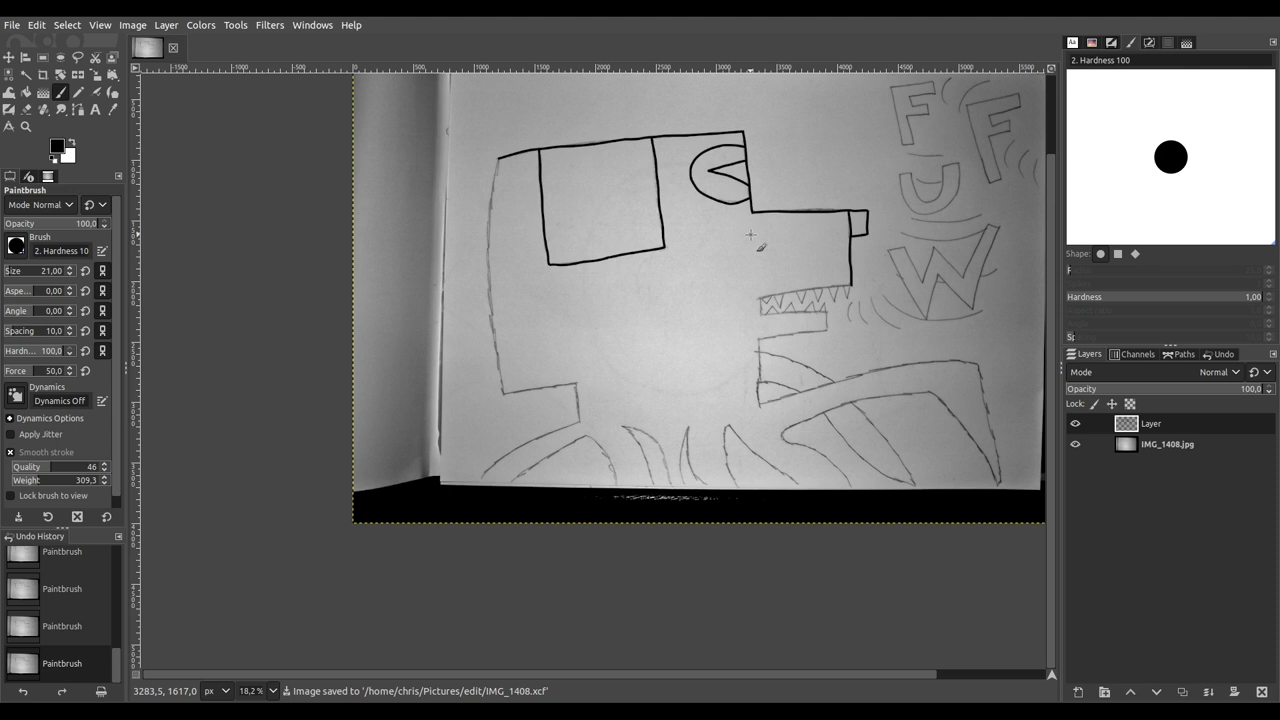 File Edit Select View Image Layer Colors Tools Filters Windows Help
Paintbrush
Mode Normal
Opacity 100,0
Brush
2. Hardness 10
Size 21,00
Aspe... 0,00
Angle 0,00
Spacing 10,0
Hardn... 100,0
Force 50,0
Dynamics
Dynamics Off
Dynamics Options
Apply Jitter
Smooth stroke
Quality 46
Weight 309,3
Lock brush to view
Undo History
Paintbrush
Paintbrush
Paintbrush
Paintbrush
F F
U
W
3283,5, 1617,0 px 18,2 % Image saved to '/home/chris/Pictures/edit/IMG_1408.xcf'
2. Hardness 100
Shape:
Hardness 1,00
Layers Channels Paths Undo
Mode Normal
Opacity 100,0
Lock:
Layer
IMG_1408.jpg